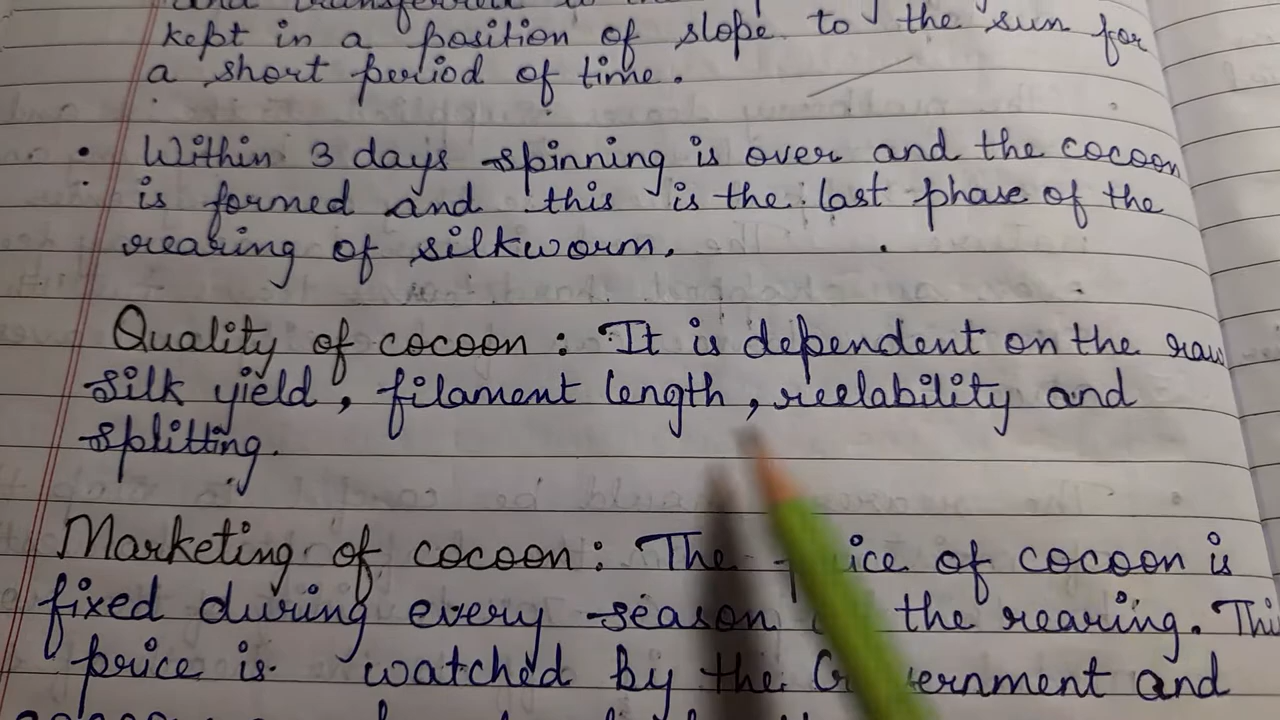 kept in a position of slope to the sun for
a short period of time.
• Within 3 days spinning is over and the cocoon
is formed and this is the last phase of the
rearing of silkworm.
Quality of cocoon : It is dependent on the raw
silk yield, filament length, reelability and
splitting.
Marketing of cocoon : The of cocoon is
fixed during every season the rearing. This
price is watched by the and